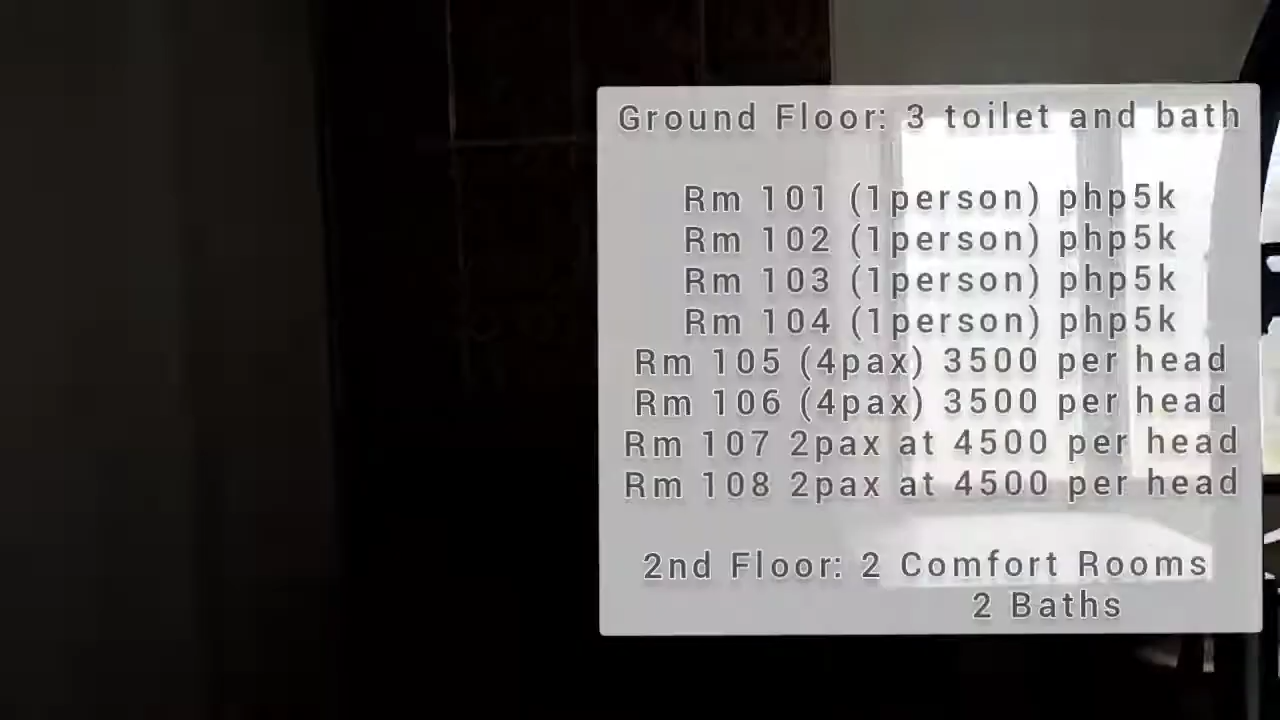 Ground Floor: 3 toilet and bath
Rm 101 (1person) php5k
Rm 102 (1person) php5k
Rm 103 (1person) php5k
Rm 104 (1person) php5k
Rm 105 (4pax) 3500 per head
Rm 106 (4pax) 3500 per head
Rm 107 2pax at 4500 per head
Rm 108 2pax at 4500 per head
2nd Floor: 2 Comfort Rooms
2 Baths